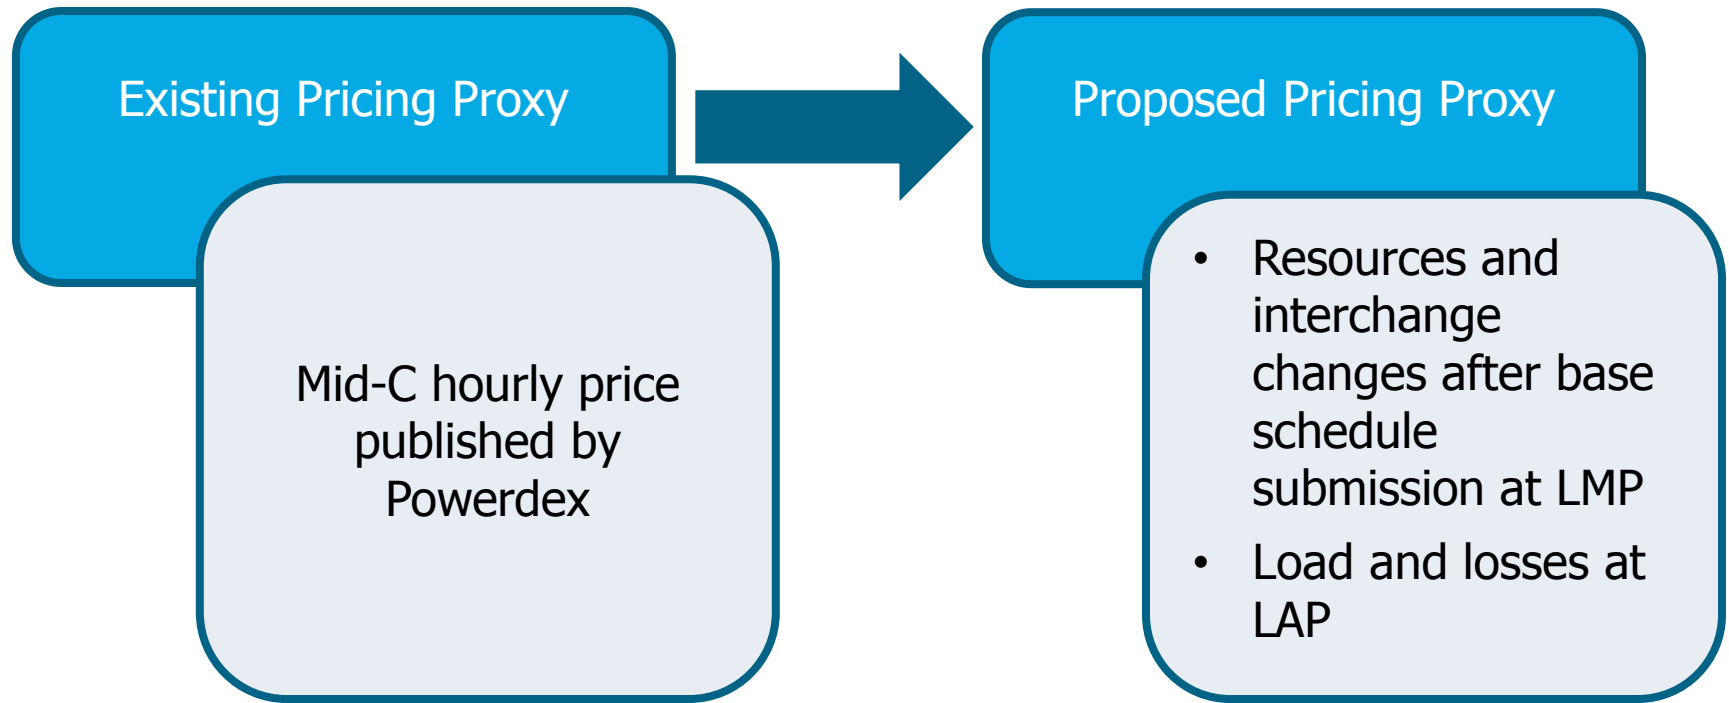 Existing Pricing Proxy
Mid-C hourly price
published by
Powerdex
Proposed Pricing Proxy
• Resources and
interchange
changes after base
schedule
submission at LMP
• Load and losses at
LAP